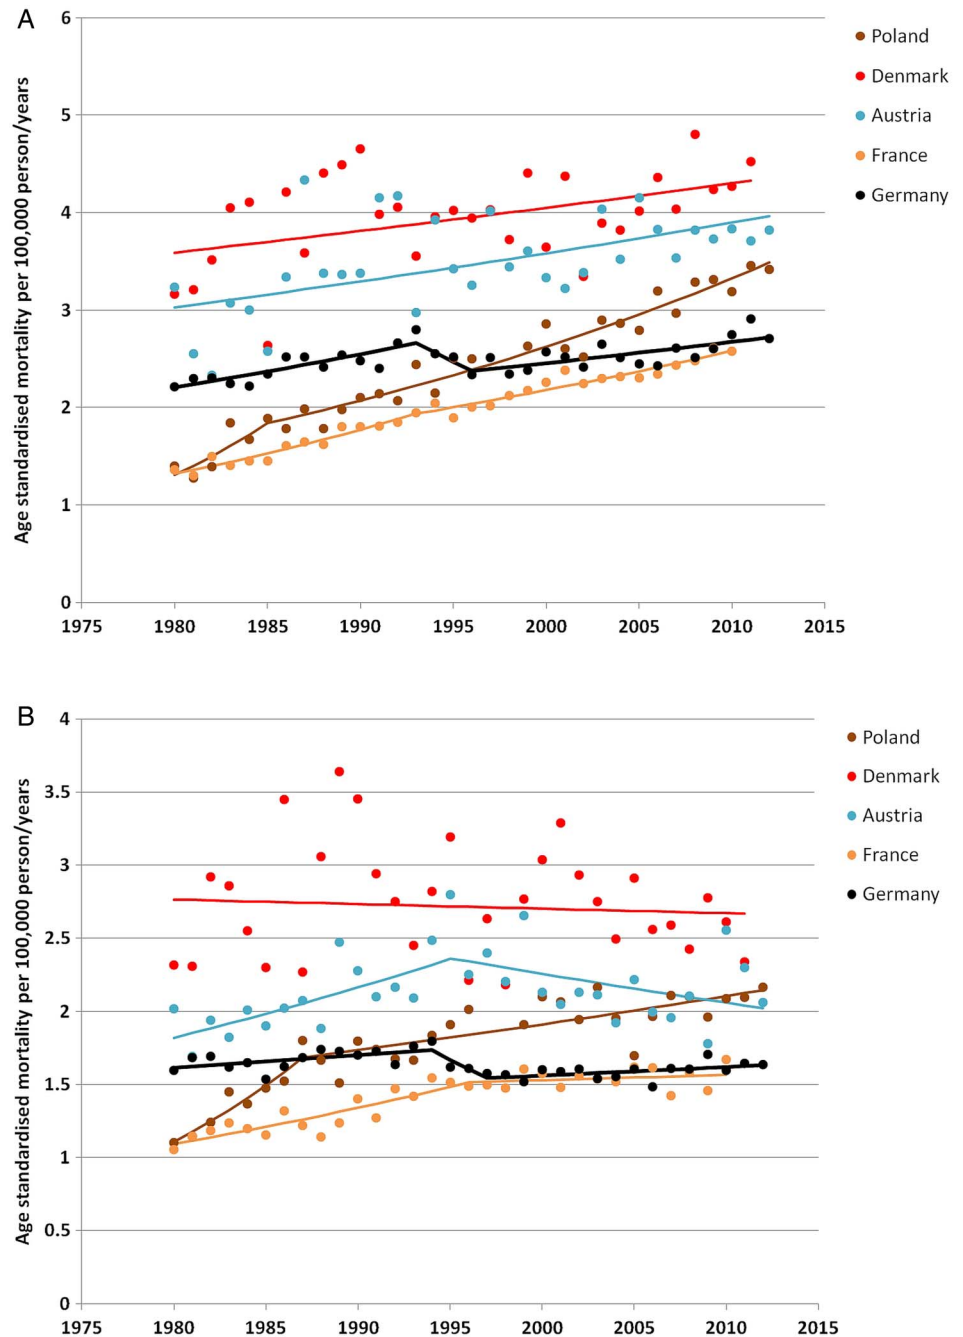 A
Age standardised mortality per 100,000 person/years
6
5
4
3
2
1
0
1975 1980 1985 1990 1995 2000 2005 2010 2015
Poland
Denmark
Austria
France
Germany
B
Age standardised mortality per 100,000 person/years
4
3.5
3
2.5
2
1.5
1
0.5
0
1975 1980 1985 1990 1995 2000 2005 2010 2015
Poland
Denmark
Austria
France
Germany